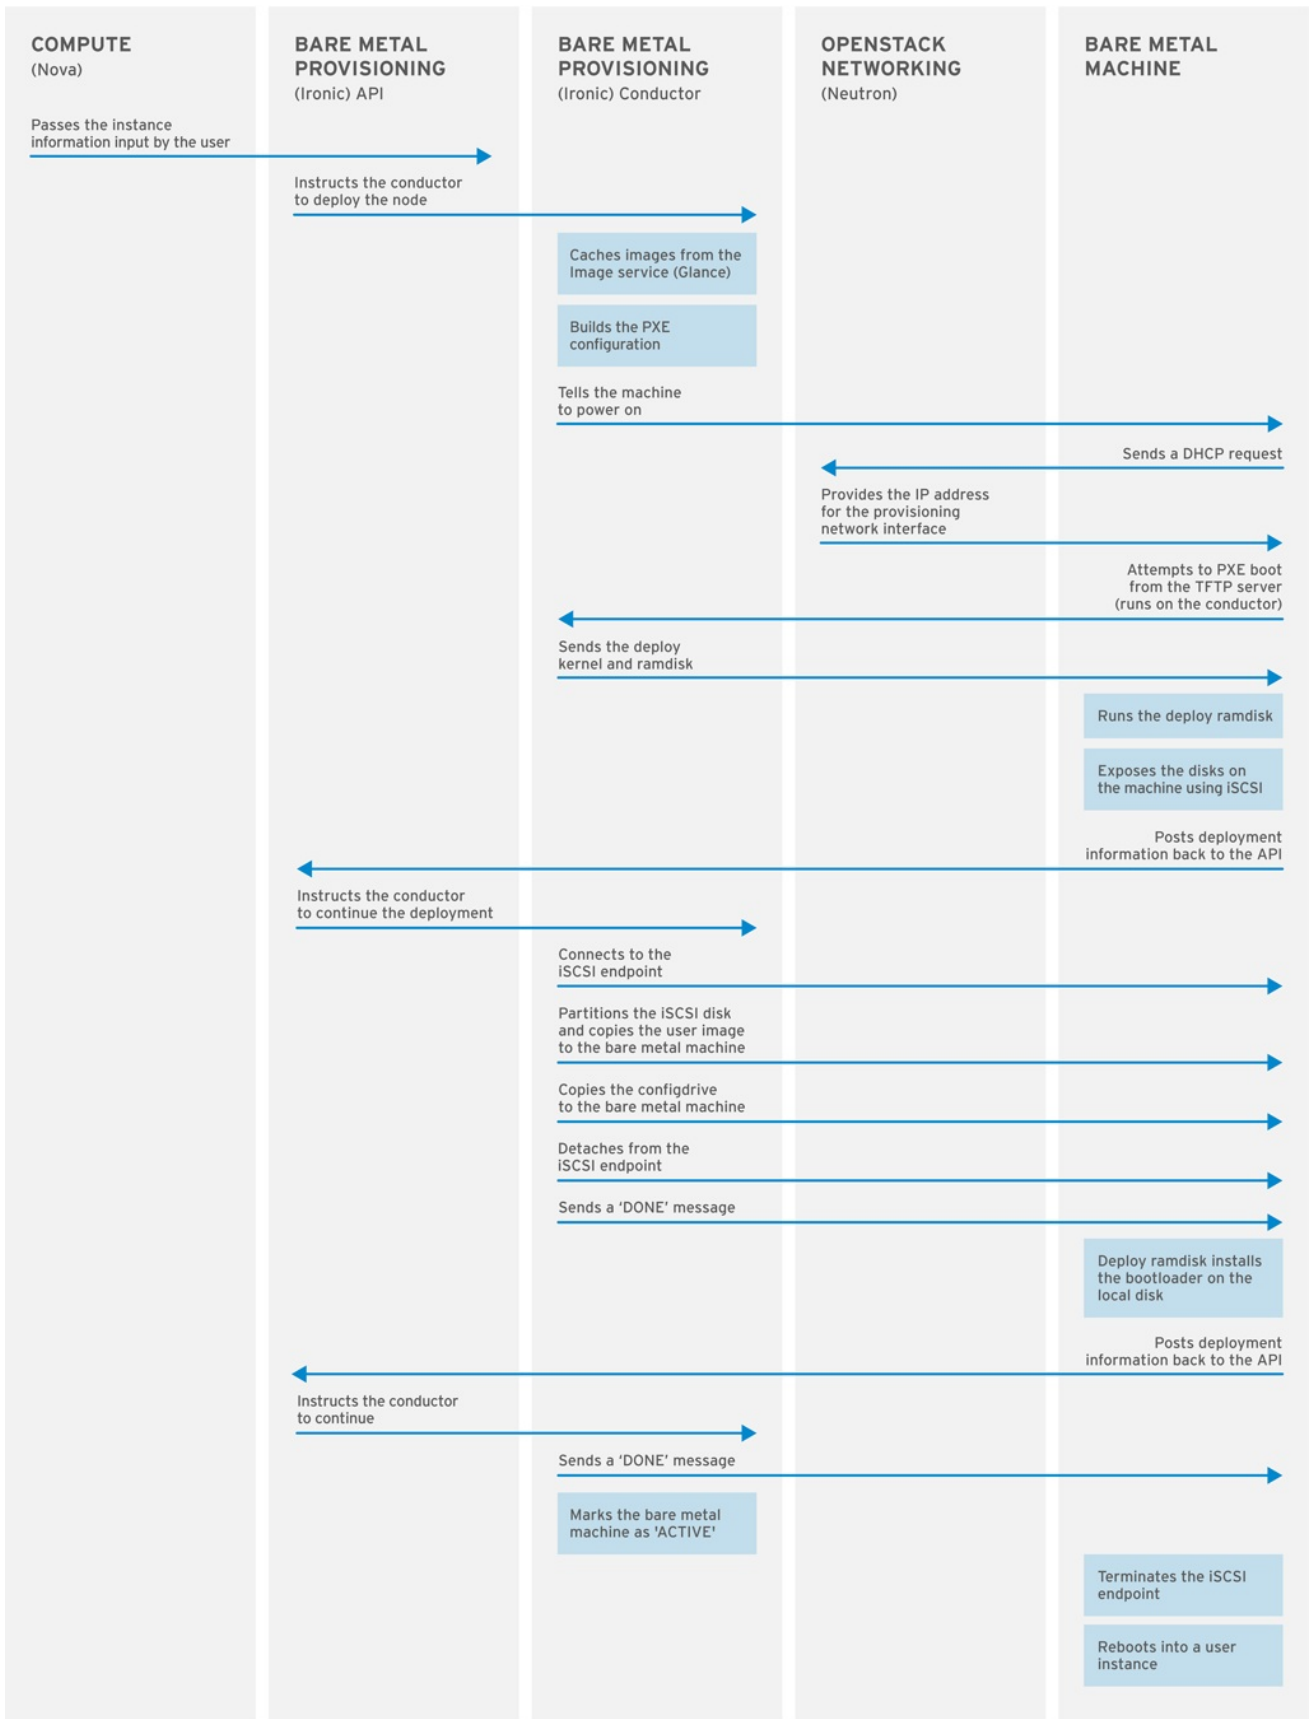 COMPUTE
(Nova)
BARE METAL
PROVISIONING
(Ironic) API
BARE METAL
PROVISIONING
(Ironic) Conductor
OPENSTACK
NETWORKING
(Neutron)
BARE METAL
MACHINE
Passes the instance
information input by the user
Instructs the conductor
to deploy the node
Caches images from the
Image service (Glance)
Builds the PXE
configuration
Tells the machine
to power on
Sends a DHCP request
Provides the IP address
for the provisioning
network interface
Attempts to PXE boot
from the TFTP server
(runs on the conductor)
Sends the deploy
kernel and ramdisk
Runs the deploy ramdisk
Exposes the disks on
the machine using iSCSI
Posts deployment
information back to the API
Instructs the conductor
to continue the deployment
Connects to the
iSCSI endpoint
Partitions the iSCSI disk
and copies the user image
to the bare metal machine
Copies the configdrive
to the bare metal machine
Detaches from the
iSCSI endpoint
Sends a ‘DONE’ message
Deploy ramdisk installs
the bootloader on the
local disk
Posts deployment
information back to the API
Instructs the conductor
to continue
Sends a ‘DONE’ message
Marks the bare metal
machine as 'ACTIVE'
Terminates the iSCSI
endpoint
Reboots into a user
instance